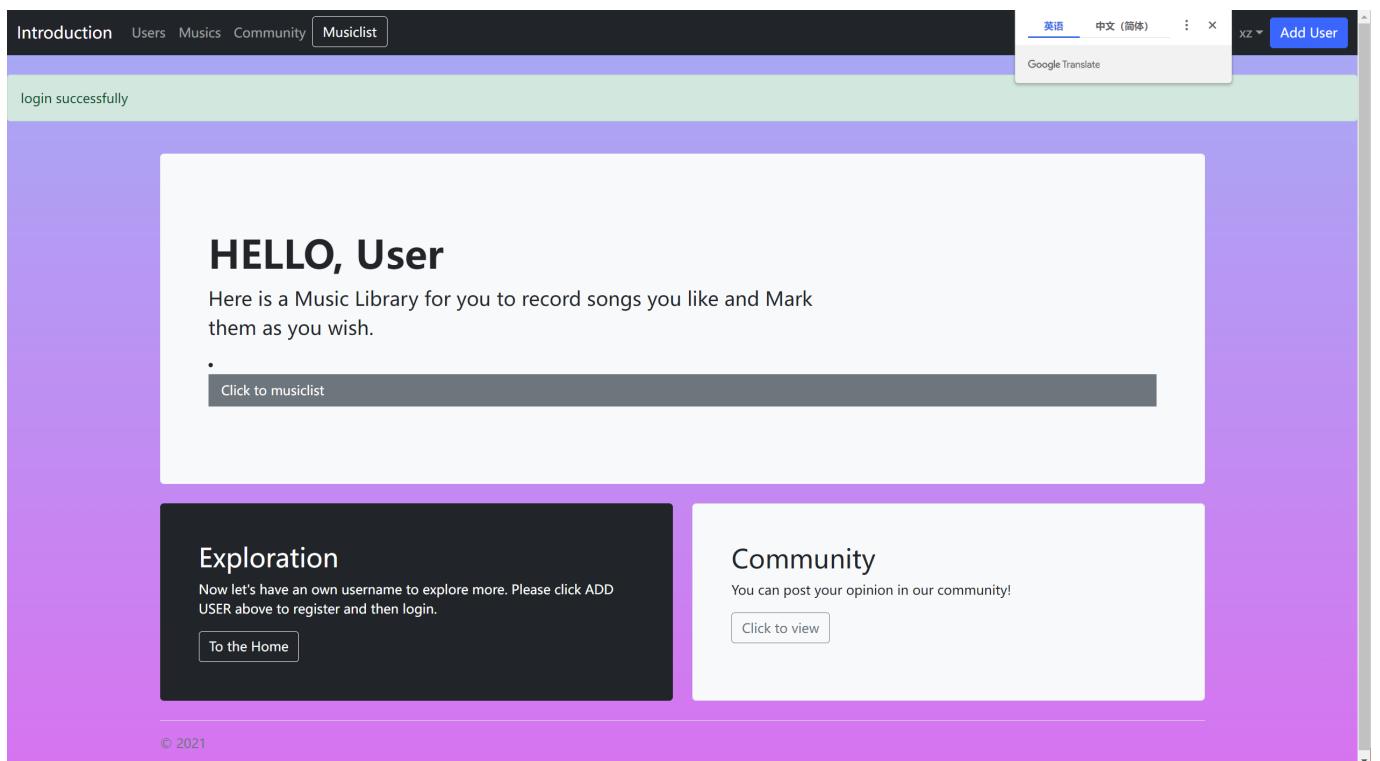 Introduction Users Musics Community Musiclist 英语 中文（简体） xz Add User
Google Translate
login successfully
HELLO, User
Here is a Music Library for you to record songs you like and Mark
them as you wish.
Click to musiclist
Exploration
Now let's have an own username to explore more. Please click ADD
USER above to register and then login.
To the Home
Community
You can post your opinion in our community!
Click to view
© 2021